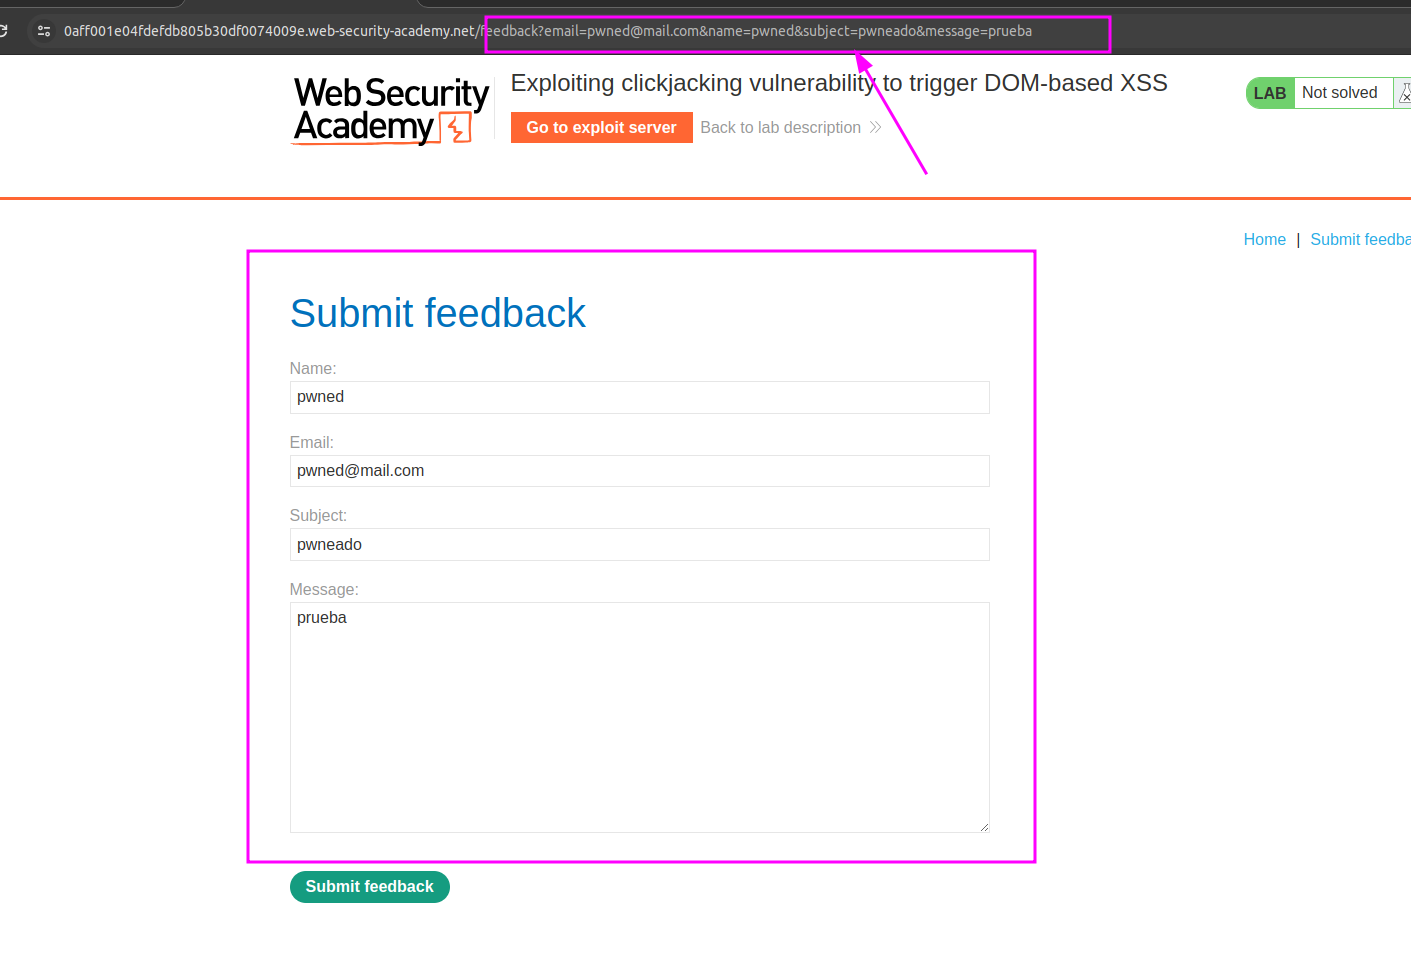 0aff001e04fdefdb805b30df0074009e.web-security-academy.net/feedback?email=pwned@mail.com&name=pwned&subject=pwneado&message=prueba
Web Security
Academy
Exploiting clickjacking vulnerability to trigger DOM-based XSS
LAB Not solved
Go to exploit server Back to lab description
Home | Submit feedba
Submit feedback
Name:
pwned
Email:
pwned@mail.com
Subject:
pwneado
Message:
prueba
Submit feedback